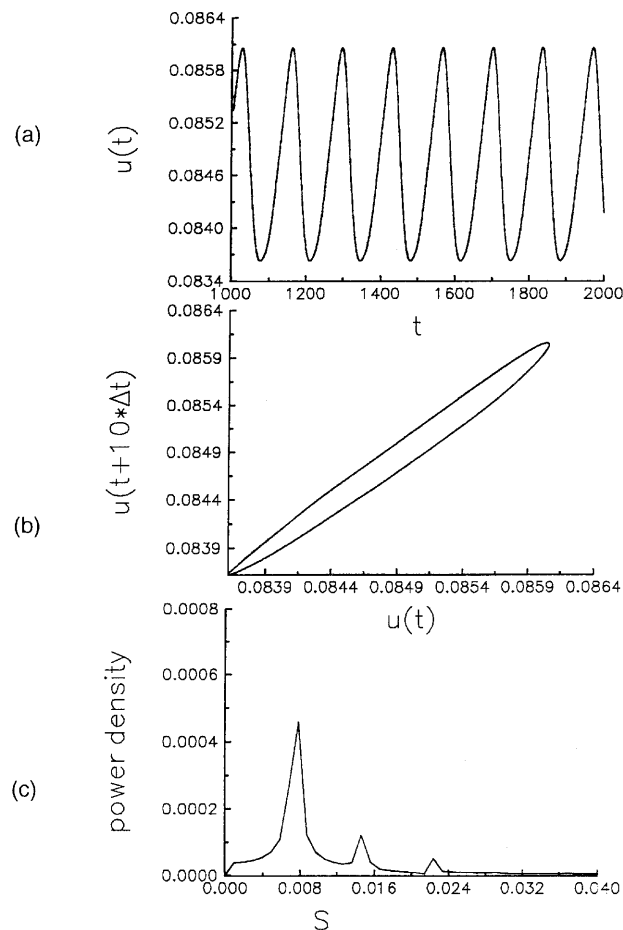 (a)
u(t)
0.0864
0.0858
0.0852
0.0846
0.0840
0.0834
1000 1200 1400 1600 1800 2000
t
(b)
u(t+10*Δt)
0.0864
0.0859
0.0854
0.0849
0.0844
0.0839
0.0839 0.0844 0.0849 0.0854 0.0859 0.0864
u(t)
(c)
power density
0.0008
0.0006
0.0004
0.0002
0.0000
0.000 0.008 0.016 0.024 0.032 0.040
S